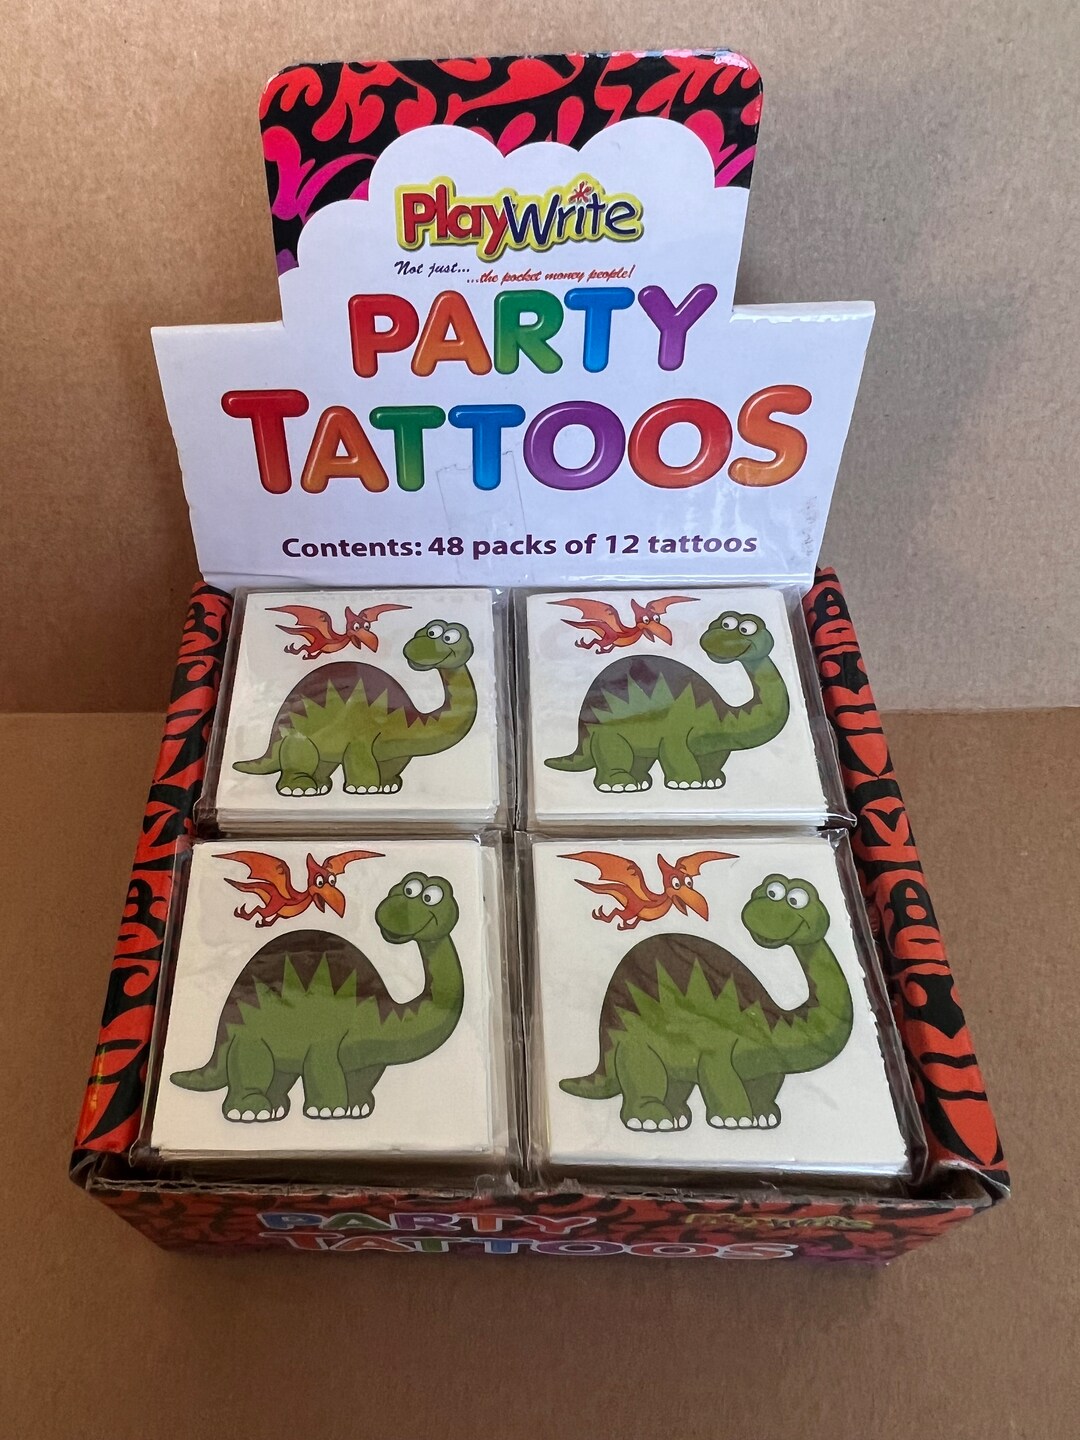 PlayWrite
Not just... ...the pocket money people!
PARTY
TATTOOS
Contents: 48 packs of 12 tattoos
PARTY PlayWrite
TATTOOS